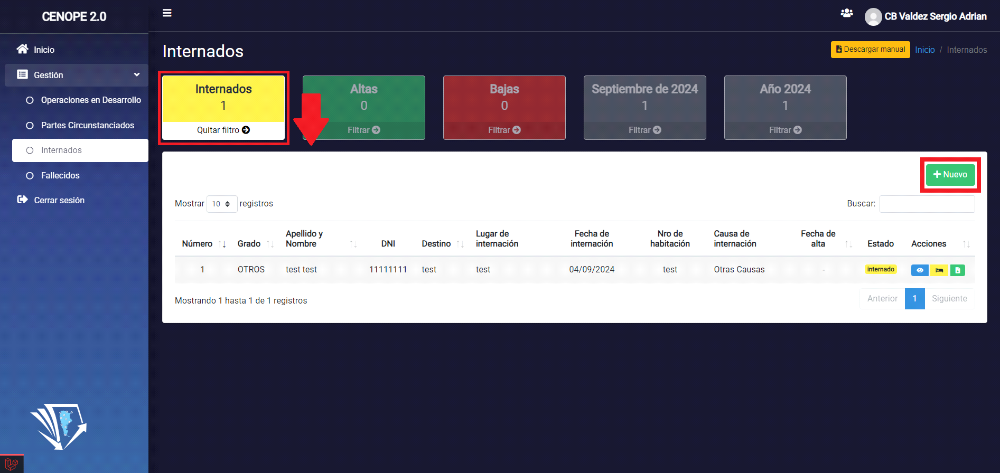 CENOPE 2.0
CB Valdez Sergio Adrian
Inicio
Gestión
Operaciones en Desarrollo
Partes Circunstanciados
Internados
Fallecidos
Cerrar sesión
Internados
Descargar manual
Inicio / Internados
Internados
1
Quitar filtro
Altas
0
Filtrar
Bajas
0
Filtrar
Septiembre de 2024
1
Filtrar
Año 2024
1
Filtrar
Nuevo
Mostrar 10 registros
Buscar:
Número Grado Apellido y Nombre DNI Destino Lugar de internación Fecha de internación Nro de habitación Causa de internación Fecha de alta Estado Acciones
1 OTROS test test 11111111 test test 04/09/2024 test Otras Causas - internado
Mostrando 1 hasta 1 de 1 registros
Anterior 1 Siguiente